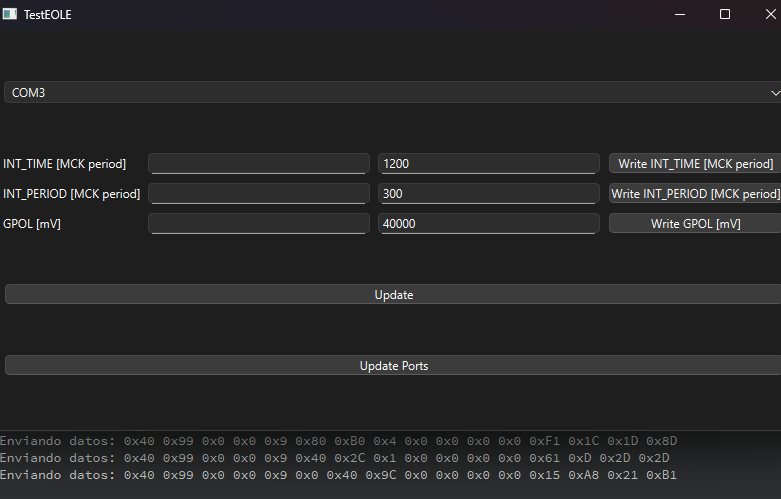 TestEOLE
COM3
INT_TIME [MCK period] 1200 Write INT_TIME [MCK period]
INT_PERIOD [MCK period] 300 Write INT_PERIOD [MCK period]
GPOL [mV] 40000 Write GPOL [mV]
Update
Update Ports
Enviando datos: 0x40 0x99 0x0 0x0 0x9 0x80 0xB0 0x4 0x0 0x0 0x0 0x0 0xF1 0x1C 0x1D 0x8D
Enviando datos: 0x40 0x99 0x0 0x0 0x9 0x40 0x2C 0x1 0x0 0x0 0x0 0x0 0x61 0xD 0x2D 0x2D
Enviando datos: 0x40 0x99 0x0 0x0 0x9 0x0 0x40 0x9C 0x0 0x0 0x0 0x0 0x15 0xA8 0x21 0xB1